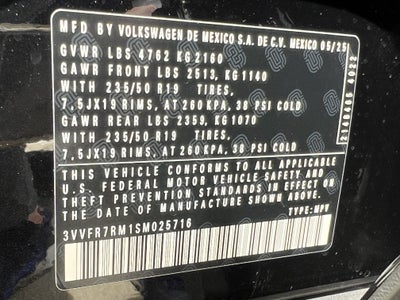 MFD BY VOLKSWAGEN DE MEXICO S.A. DE C.V. MEXICO 05/25
GVWR LBS 4762 KG2160
GAWR FRONT LBS 2513, KG1140
WITH 235/50 R19 TIRES,
7.5JX19 RIMS, AT 260 KPA, 38 PSI COLD
GAWR REAR LBS 2359, KG1070
WITH 235/50 R19 TIRES,
7.5JX19 RIMS, AT 260 KPA, 38 PSI COLD
THIS VEHICLE CONFORMS TO ALL APPLICABLE
U.S. FEDERAL MOTOR VEHICLE SAFETY AND
THEFT PREVENTION STANDARDS IN EFFECT ON
THE DATE OF MANUFACTURE SHOWN ABOVE.
TYPE: MPV
3VVFR7RM1SM025716